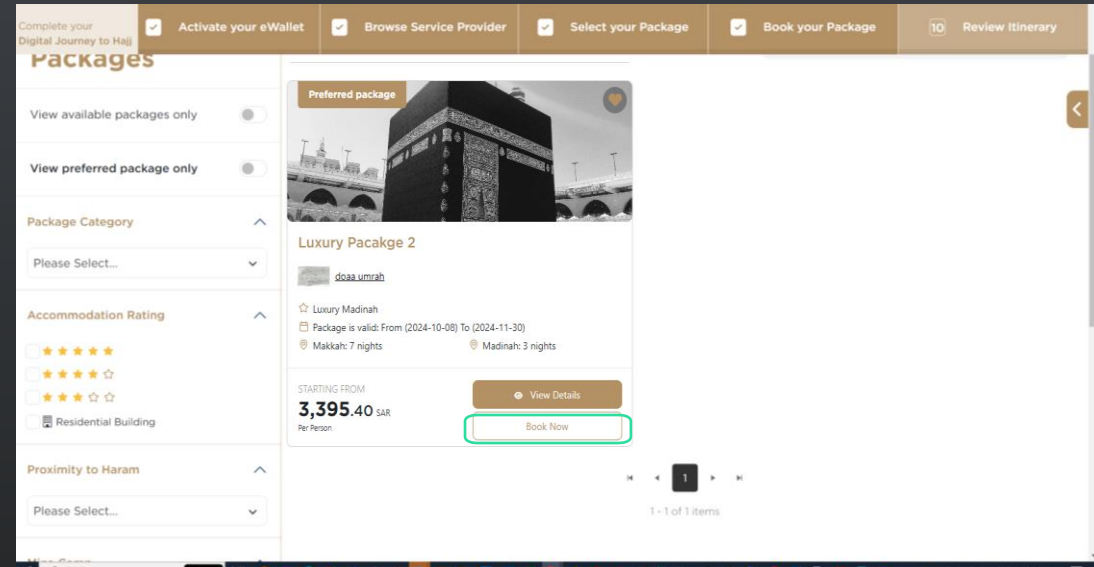 Complete your
Digital Journey to Hajj
Activate your eWallet
Browse Service Provider
Select your Package
Book your Package
10 Review Itinerary
Packages
View available packages only
View preferred package only
Package Category
Please Select...
Accommodation Rating
Residential Building
Proximity to Haram
Please Select...
Mina Camp
Preferred package
Luxury Pacakge 2
doaa umrah
Luxury Madinah
Package is valid: From (2024-10-08) To (2024-11-30)
Makkah: 7 nights
Madinah: 3 nights
STARTING FROM
3,395.40 SAR
Per Person
View Details
Book Now
1
1 - 1 of 1 items